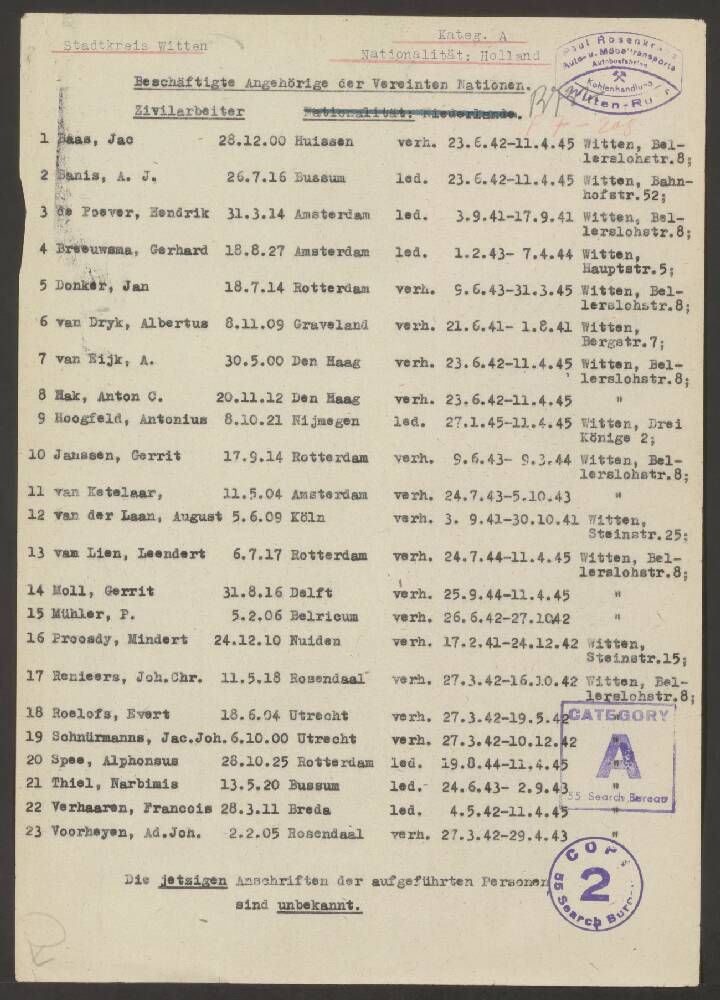 Stadtkreis Witten
Kateg. A
Nationalität: Holland
Paul Rosenkr
Auto- u. Möbeltransporte
Autobusfahrten
Kohlenhandlung
Witten-Ru
Beschäftigte Angehörige der Vereinten Nationen.
Zivilarbeiter Nationalität: Niederlande.
1 Baas, Jac 28.12.00 Huissen verh. 23.6.42-11.4.45 Witten, Bel-
lerslohstr.8;
2 Banis, A. J. 26.7.16 Bussum led. 23.6.42-11.4.45 Witten, Bahn-
hofstr.52;
3 de Poever, Hendrik 31.3.14 Amsterdam led. 3.9.41-17.9.41 Witten, Bel-
lerslohstr.8;
4 Breeuwsma, Gerhard 18.8.27 Amsterdam led. 1.2.43- 7.4.44 Witten,
Hauptstr.5;
5 Donker, Jan 18.7.14 Rotterdam verh. 9.6.43-31.3.45 Witten, Bel-
lerslohstr.8;
6 van Dryk, Albertus 8.11.09 Graveland verh. 21.6.41- 1.8.41 Witten,
Bergstr.7;
7 van Eijk, A. 30.5.00 Den Haag verh. 23.6.42-11.4.45 Witten, Bel-
lerslohstr.8;
8 Hak, Anton C. 20.11.12 Den Haag verh. 23.6.42-11.4.45 "
9 Hoogfeld, Antonius 8.10.21 Nijmegen led. 27.1.45-11.4.45 Witten, Drei
Könige 2;
10 Janssen, Gerrit 17.9.14 Rotterdam verh. 9.6.43- 9.3.44 Witten, Bel-
lerslohstr.8;
11 van Ketelaar, 11.5.04 Amsterdam verh. 24.7.43-5.10.43 "
12 van der Laan, August 5.6.09 Köln verh. 3. 9.41-30.10.41 Witten,
Steinstr.25;
13 van Lien, Leendert 6.7.17 Rotterdam verh. 24.7.44-11.4.45 Witten, Bel-
lerslohstr.8;
14 Moll, Gerrit 31.8.16 Delft verh. 25.9.44-11.4.45 "
15 Mühler, P. 5.2.06 Belricum verh. 26.6.42-27.1042 "
16 Proosdy, Mindert 24.12.10 Nuiden verh. 17.2.41-24.12.42 Witten,
Steinstr.15;
17 Renieers, Joh.Chr. 11.5.18 Rosendaal verh. 27.3.42-16.10.42 Witten, Bel-
lerslohstr.8;
18 Roelofs, Evert 18.6.04 Utrecht verh. 27.3.42-19.5.42 "
19 Schnürmanns, Jac.Joh. 6.10.00 Utrecht verh. 27.3.42-10.12.42 "
20 Spee, Alphonsus 28.10.25 Rotterdam led. 19.8.44-11.4.45 "
21 Thiel, Narbimis 13.5.20 Bussum led. 24.6.43- 2.9.43 "
22 Verhaaren, Francois 28.3.11 Breda led. 4.5.42-11.4.45 "
23 Voorheyen, Ad.Joh. 2.2.05 Rosendaal verh. 27.3.42-29.4.43 "
CATEGORY
A
55 Search Bureau
Die jetzigen Anschriften der aufgeführten Personen
sind unbekannt.
COPY
2
55 Search Bureau